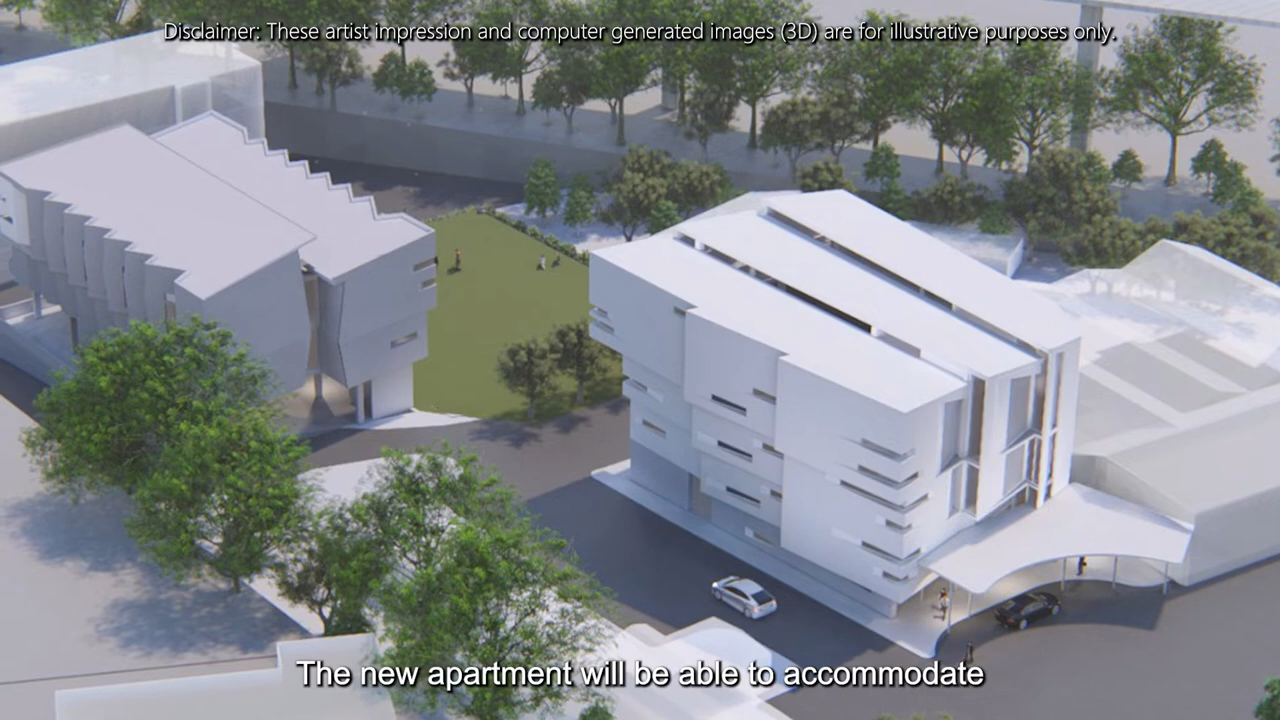 Disclaimer: These artist impression and computer generated images (3D) are for illustrative purposes only.
The new apartment will be able to accommodate